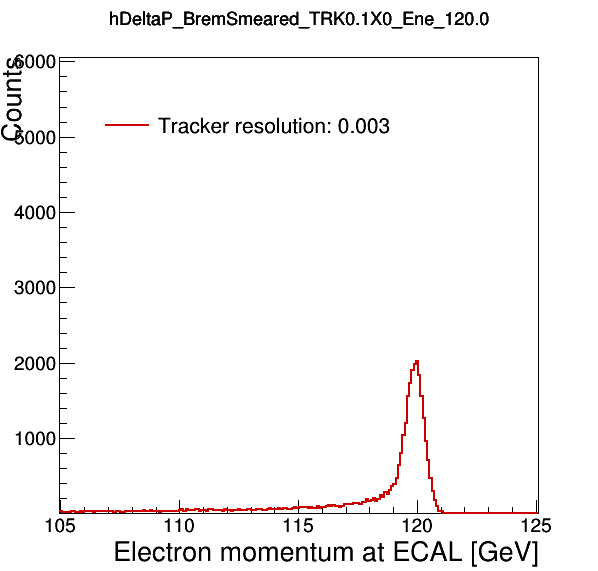 hDeltaP_BremSmeared_TRK0.1X0_Ene_120.0
Counts
6000
5000
4000
3000
2000
1000
Tracker resolution: 0.003
105 110 115 120 125
Electron momentum at ECAL [GeV]